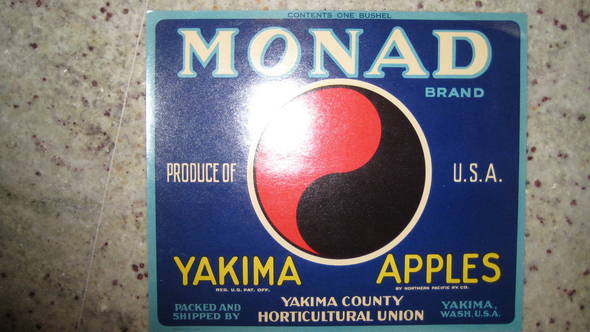 CONTENTS ONE BUSHEL
MONAD
BRAND
PRODUCE OF U.S.A.
YAKIMA APPLES
REG. U.S. PAT. OFF. BY NORTHERN PACIFIC RY. CO.
PACKED AND
SHIPPED BY
YAKIMA COUNTY
HORTICULTURAL UNION
YAKIMA,
WASH. U.S.A.